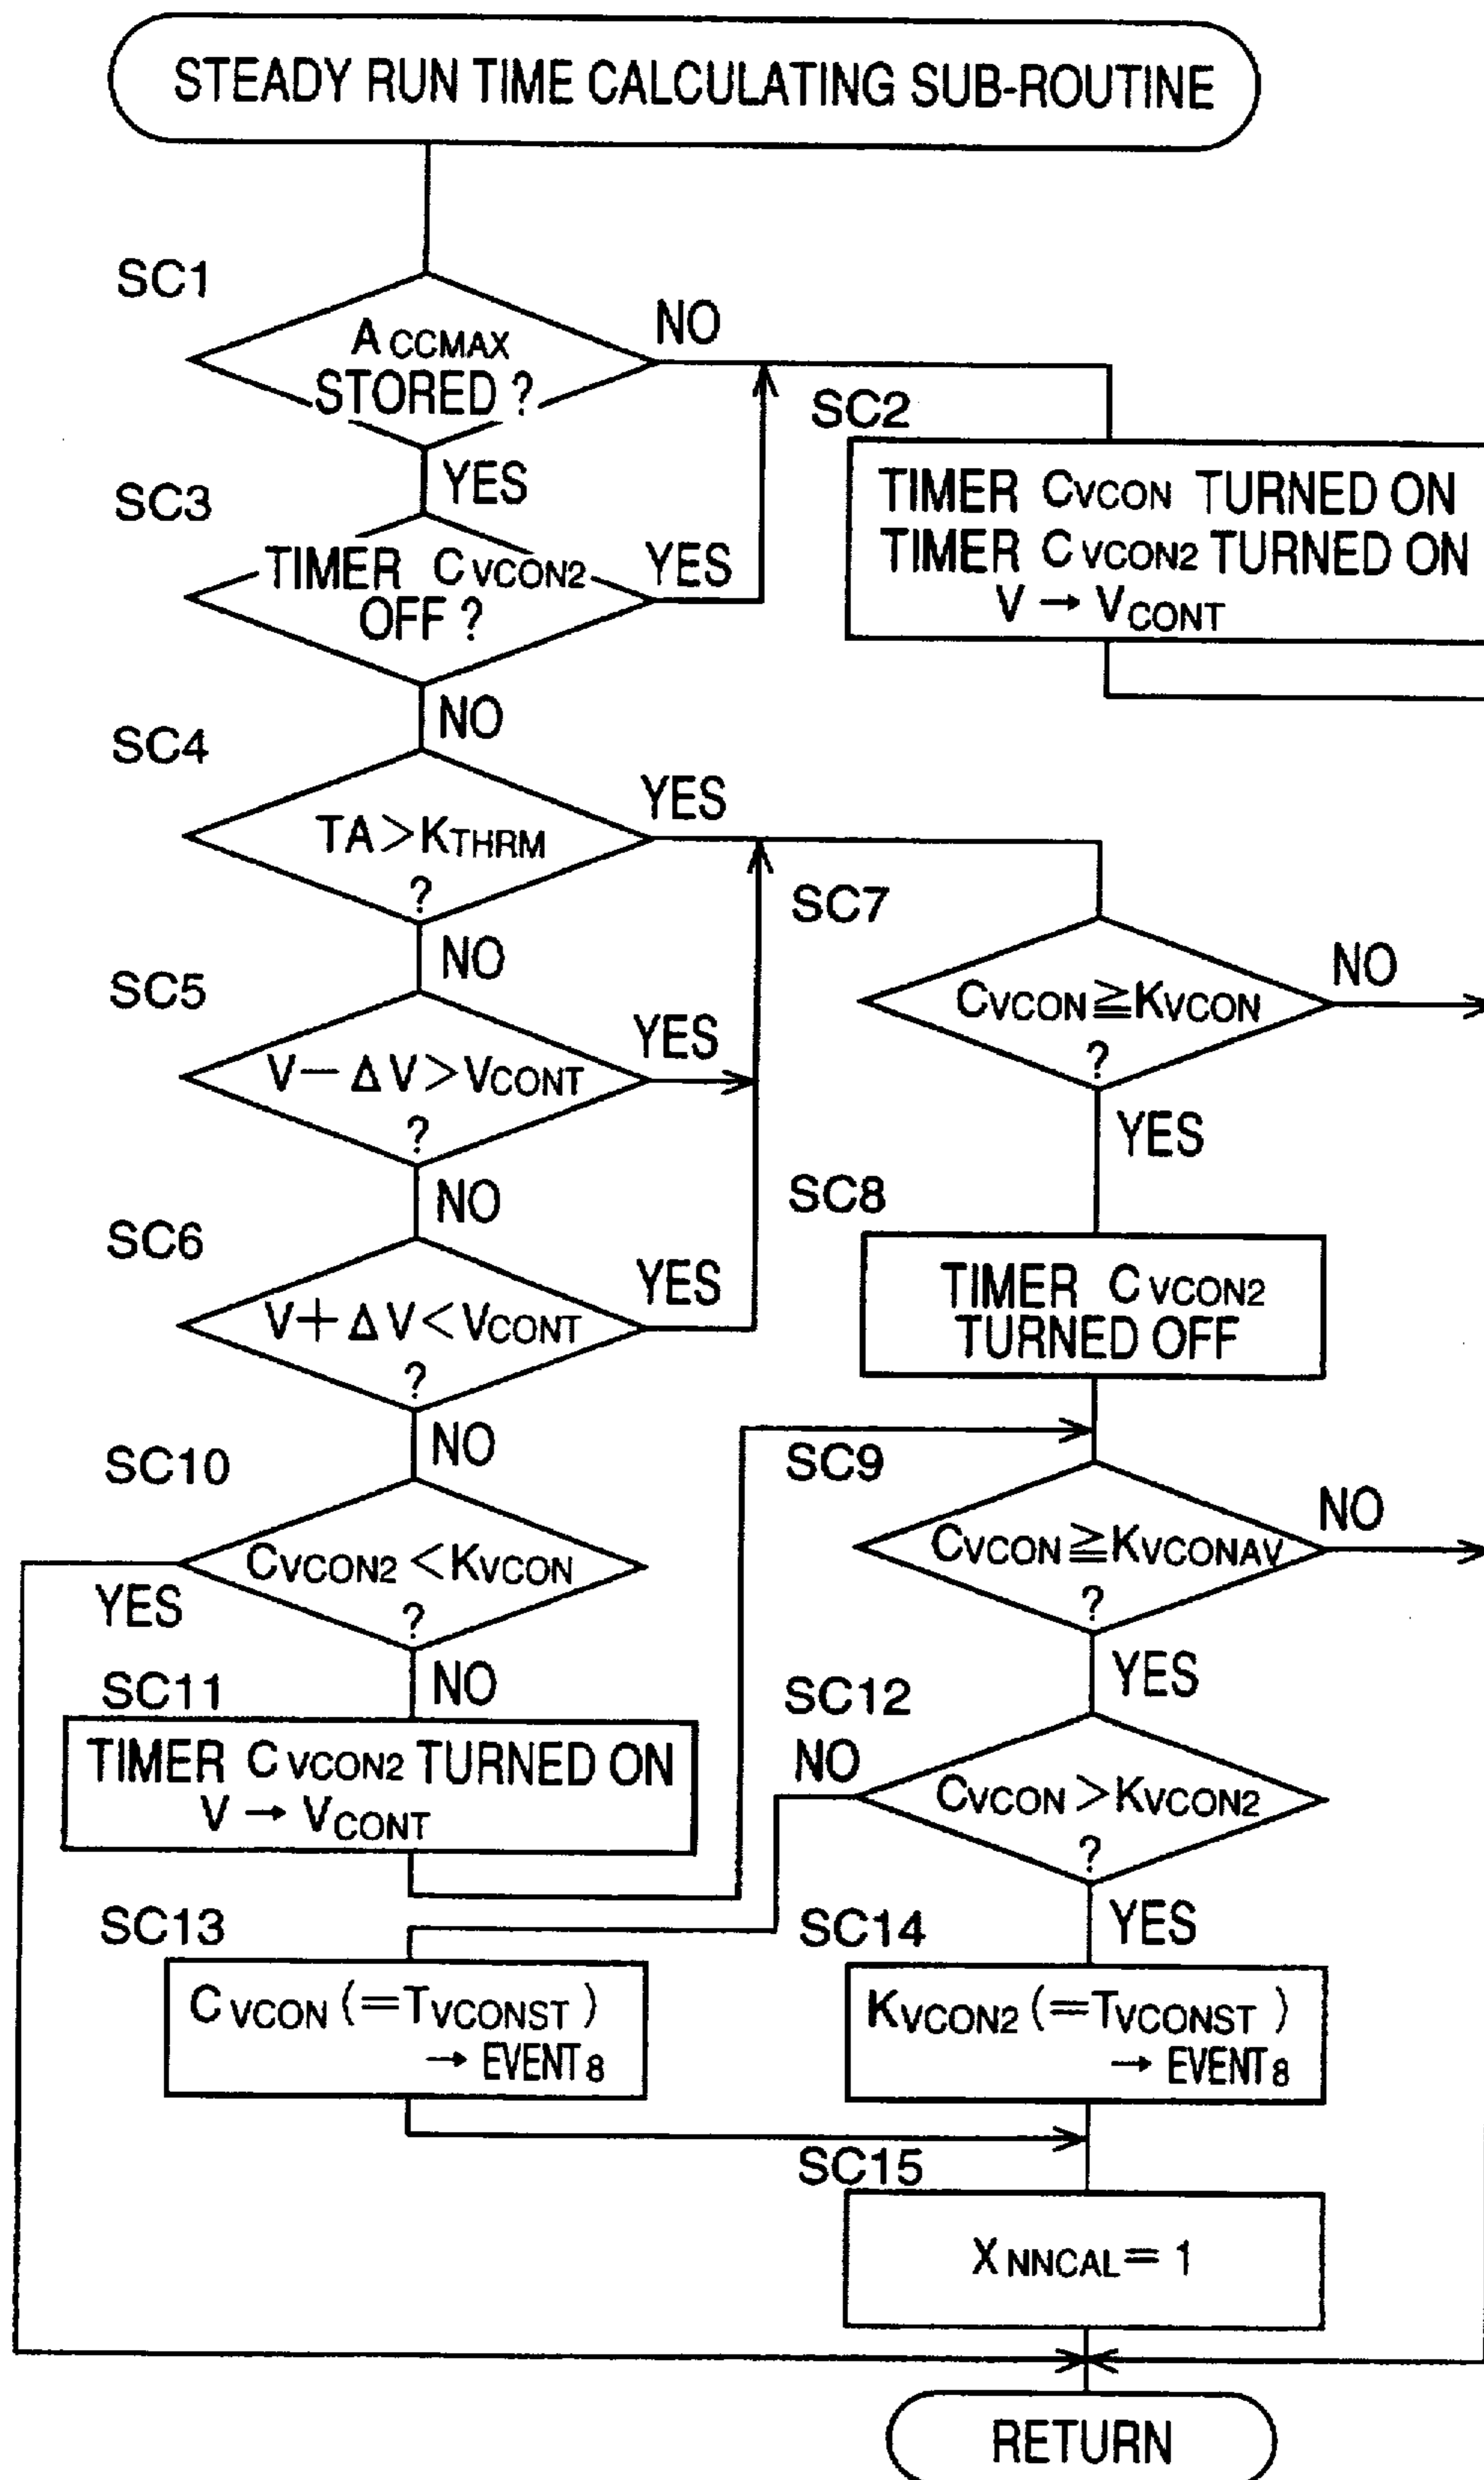 STEADY RUN TIME CALCULATING SUB-ROUTINE
SC1
ACCMAX
STORED ?
NO
YES
SC2
TIMER CVCON TURNED ON
TIMER CVCON2 TURNED ON
V → VCONT
SC3
TIMER CVCON2
OFF ?
YES
NO
SC4
TA>KTHRM
?
YES
NO
SC5
V−ΔV>VCONT
?
YES
NO
SC6
V+ΔV<VCONT
?
YES
NO
SC7
CVCON≧KVCON
?
NO
YES
SC8
TIMER CVCON2
TURNED OFF
SC9
CVCON≧KVCONAV
?
NO
YES
SC10
CVCON2<KVCON
?
YES
NO
SC11
TIMER CVCON2 TURNED ON
V → VCONT
SC12
CVCON>KVCON2
?
NO
YES
SC13
CVCON (=TVCONST)
→ EVENT8
SC14
KVCON2 (=TVCONST)
→ EVENT8
SC15
XNNCAL=1
RETURN